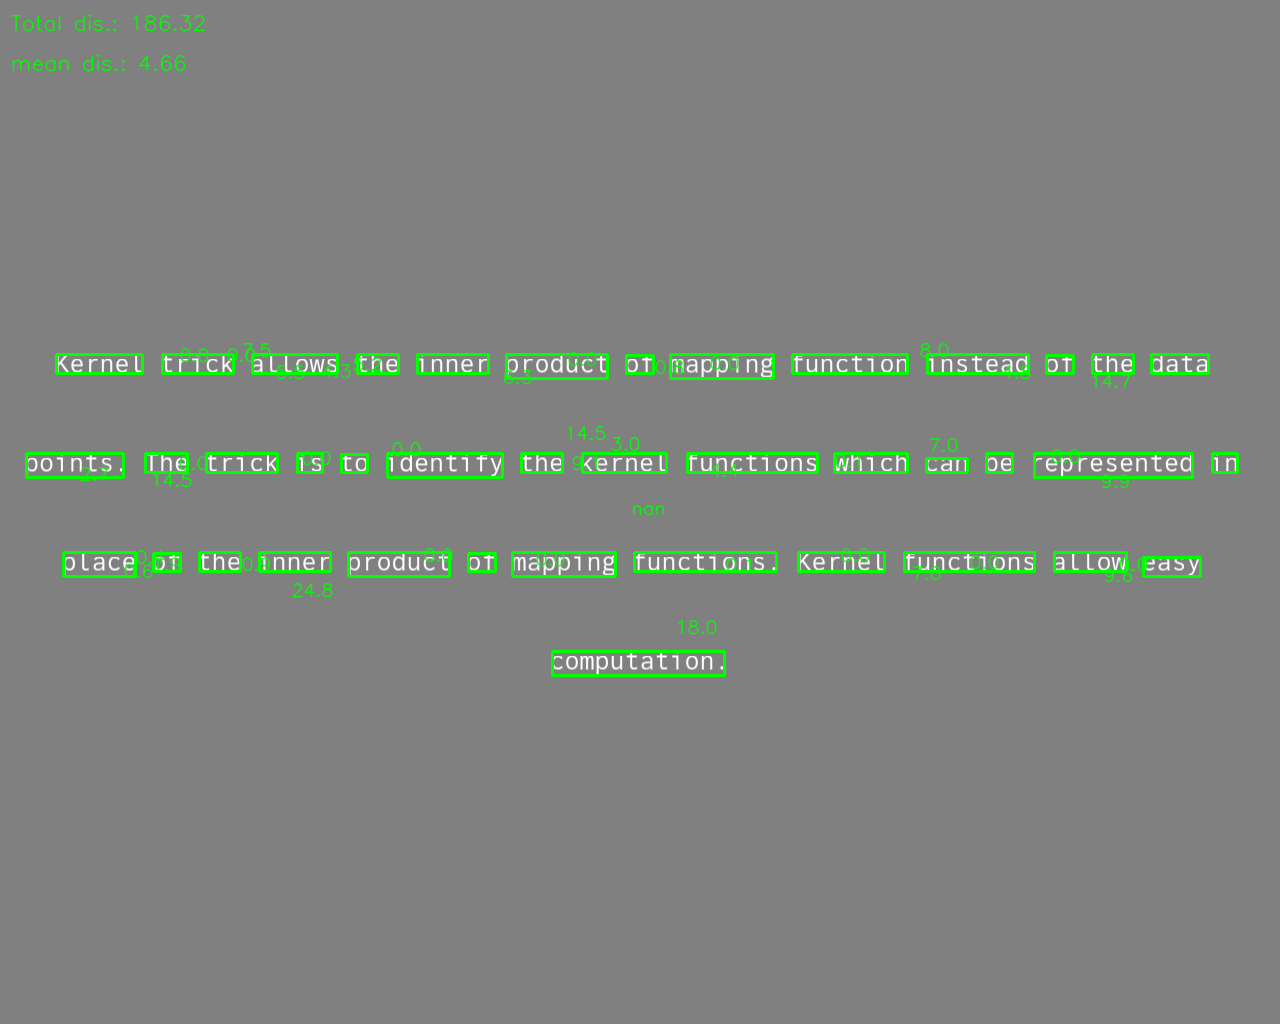 Total dis.: 186.32
mean dis.: 4.66
Kernel trick allows the inner product of mapping function instead of the data
points. The trick is to identify the kernel functions which can be represented in
nan
place of the inner product of mapping functions. Kernel functions allow easy
computation.
7.5
8.0
14.7
14.5
3.0
7.0
0.0
14.5
9.9
24.8
7.8
9.6
18.0